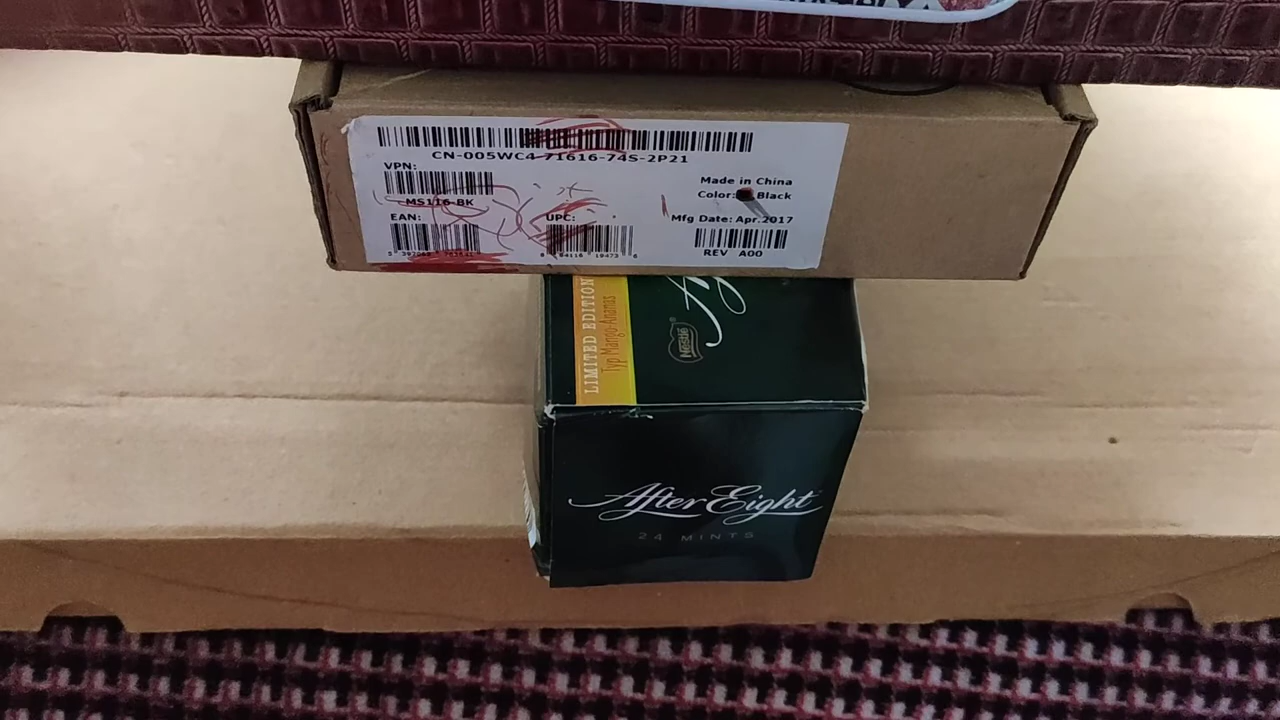 CN-005WC4-71616-74S-2P21
VPN:
MS116-BK
EAN:
UPC:
Made in China
Color: Black
Mfg Date: Apr.2017
REV A00
LIMITED EDITION
Typ Mango-Ananas
Nestlé
After Eight
24 MINTS